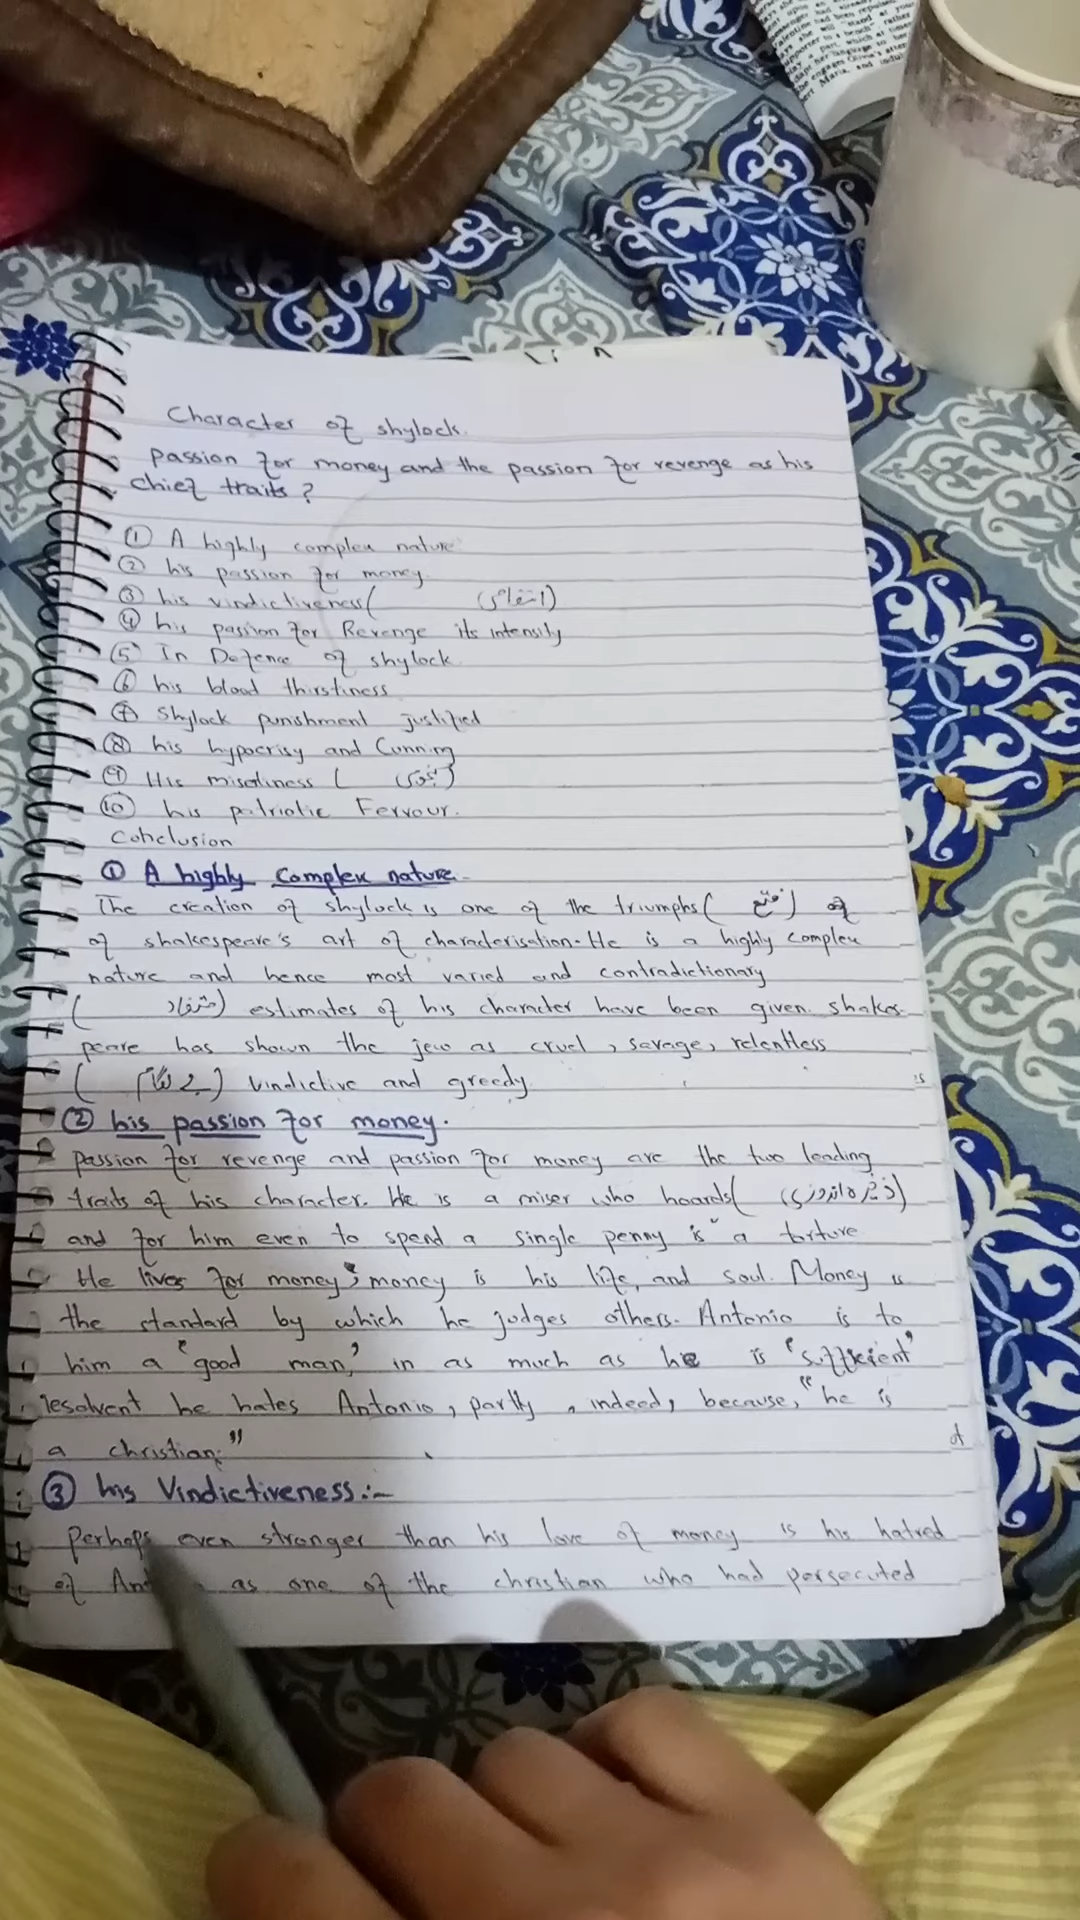 Character of shylock.
passion for money and the passion for revenge as his
chief traits?
① A highly complex nature
② his passion for money
③ his vindictiveness( (انتقامی
④ his passion for Revenge its intensity
⑤ In Defence of shylock
⑥ his blood thirstiness
⑦ Shylock punishment justified
⑧ his hypocrisy and Cunning
⑨ His miserliness ( (کنجوسی
⑩ his patriotic Fervour.
Conclusion
① A highly complex nature.
The creation of shylock is one of the triumphs( (فتح of
of shakespeare's art of characterisation. He is a highly complex
nature and hence most varied and contradictionary
( متضاد) estimates of his character have been given. shakes-
peare has shown the jew as cruel, savage, relentless
( بے لگام) vindictive and greedy
is
② his passion for money.
passion for revenge and passion for money are the two leading
traits of his character. He is a miser who hoards( (ذخیرہ اندوزی
and for him even to spend a single penny is a torture
He lives for money; money is his life, and soul. Money is
the standard by which he judges others. Antonio is to
him a "good man," in as much as he is "sufficient"
resolvent he hates Antonio, partly, indeed, because, "he is
a christian."
of
③ his Vindictiveness:-
Perhaps even stronger than his love of money is his hatred
of as one of the christian who had persecuted